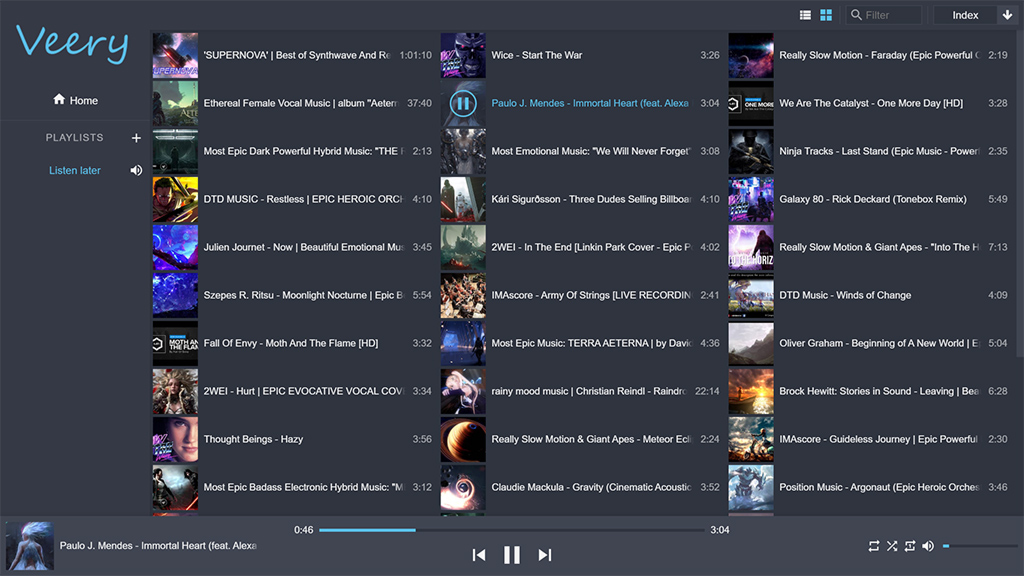 Veery
Filter
Index
Home
PLAYLISTS
Listen later
'SUPERNOVA' | Best of Synthwave And Re 1:01:10
Wice - Start The War 3:26
Really Slow Motion - Faraday (Epic Powerful 2:19
Ethereal Female Vocal Music | album "Aetern 37:40
Paulo J. Mendes - Immortal Heart (feat. Alexa 3:04
We Are The Catalyst - One More Day [HD] 3:28
Most Epic Dark Powerful Hybrid Music: "THE 2:13
Most Emotional Music: "We Will Never Forget" 3:08
Ninja Tracks - Last Stand (Epic Music - Power 2:35
DTD MUSIC - Restless | EPIC HEROIC ORCH 4:10
Kári Sigurðsson - Three Dudes Selling Billboar 4:10
Galaxy 80 - Rick Deckard (Tonebox Remix) 5:49
Julien Journet - Now | Beautiful Emotional Mu 3:45
2WEI - In The End [Linkin Park Cover - Epic 4:02
Really Slow Motion & Giant Apes - "Into The H 7:13
Szepes R. Ritsu - Moonlight Nocturne | Epic 5:54
IMAscore - Army Of Strings [LIVE RECORDIN 2:41
DTD Music - Winds of Change 4:09
Fall Of Envy - Moth And The Flame [HD] 3:32
Most Epic Music: TERRA AETERNA | by David 4:36
Oliver Graham - Beginning of A New World | E 5:04
2WEI - Hurt | EPIC EVOCATIVE VOCAL COV 3:34
rainy mood music | Christian Reindl - Raindro 22:14
Brock Hewitt: Stories in Sound - Leaving | Bea 6:28
Thought Beings - Hazy 3:56
Really Slow Motion & Giant Apes - Meteor Ecli 2:24
IMAscore - Guideless Journey | Epic Powerful 2:30
Most Epic Badass Electronic Hybrid Music: "M 3:12
Claudie Mackula - Gravity (Cinematic Acoustic 3:52
Position Music - Argonaut (Epic Heroic Orches 3:46
0:46
3:04
Paulo J. Mendes - Immortal Heart (feat. Alexa